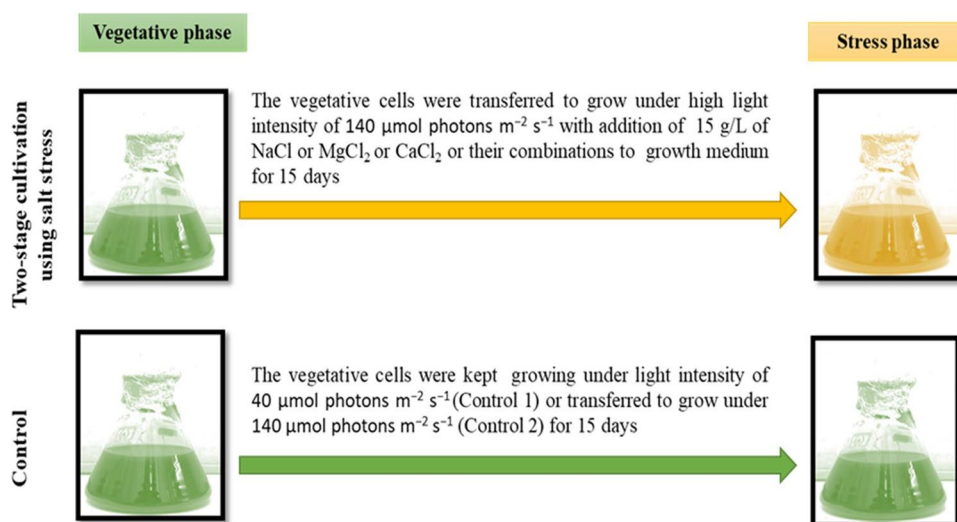 Vegetative phase
Stress phase
Two-stage cultivation
using salt stress
The vegetative cells were transferred to grow under high light
intensity of 140 μmol photons m⁻² s⁻¹ with addition of 15 g/L of
NaCl or MgCl₂ or CaCl₂ or their combinations to growth medium
for 15 days
Control
The vegetative cells were kept growing under light intensity of
40 μmol photons m⁻² s⁻¹ (Control 1) or transferred to grow under
140 μmol photons m⁻² s⁻¹ (Control 2) for 15 days